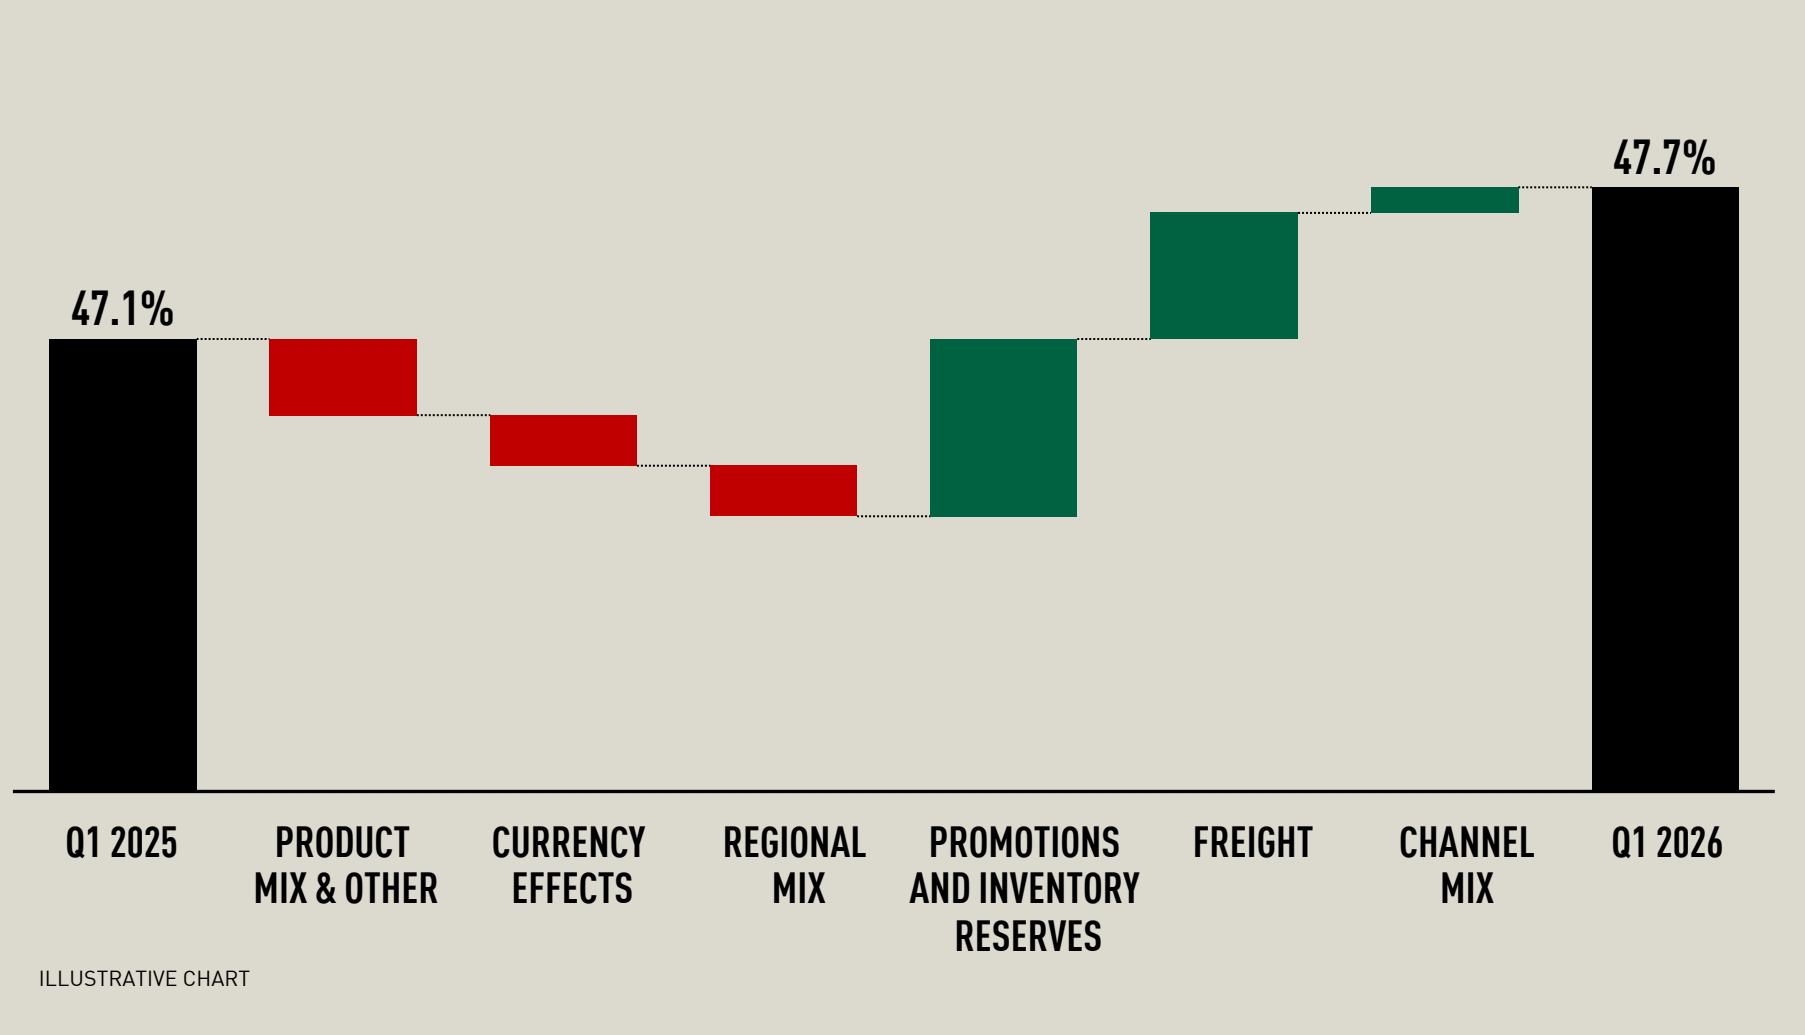 47.7%
47.1%
Q1 2025
PRODUCT
MIX & OTHER
CURRENCY
EFFECTS
REGIONAL
MIX
PROMOTIONS
AND INVENTORY
RESERVES
FREIGHT
CHANNEL
MIX
Q1 2026
ILLUSTRATIVE CHART